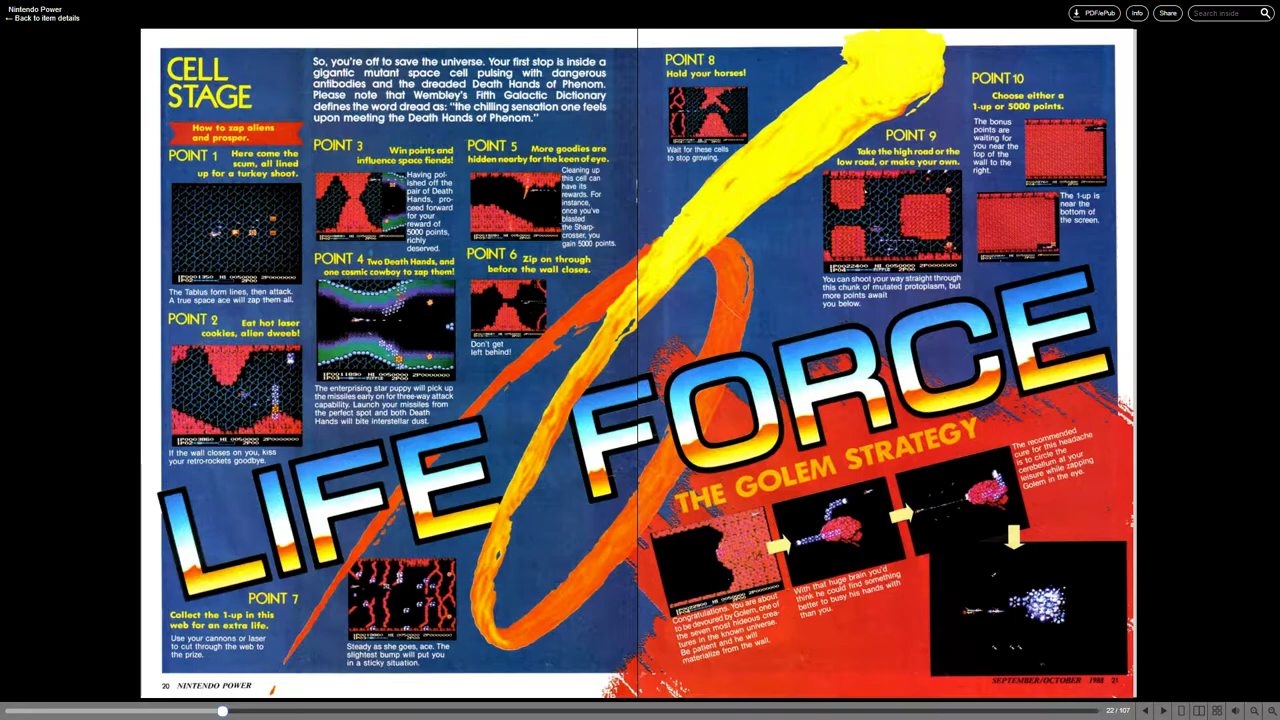 Nintendo Power
← Back to item details
PDF/ePub
Info
Share
Search inside
CELL
STAGE
How to zap aliens
and prosper.
So, you're off to save the universe. Your first stop is inside a
gigantic mutant space cell pulsing with dangerous
antibodies and the dreaded Death Hands of Phenom.
Please note that Wembley's Fifth Galactic Dictionary
defines the word dread as: "the chilling sensation one feels
upon meeting the Death Hands of Phenom."
POINT 1
Here come the
scum, all lined
up for a turkey shoot.
The Tablus form lines, then attack.
A true space ace will zap them all.
POINT 2
Eat hot laser
cookies, alien dweeb!
If the wall closes on you, kiss
your retro-rockets goodbye.
POINT 3
Win points and
influence space fiends!
Having pol-
ished off the
pair of Death
Hands, pro-
ceed forward
for your
reward of
5000 points,
richly
deserved.
POINT 4
Two Death Hands, and
one cosmic cowboy to zap them!
The enterprising star puppy will pick up
the missiles early on for three-way attack
capability. Launch your missiles from
the perfect spot and both Death
Hands will bite interstellar dust.
POINT 5
More goodies are
hidden nearby for the keen of eye.
Cleaning up
this cell can
have its
rewards. For
instance,
once you've
blasted
the Sharp-
crosser, you
gain 5000 points.
POINT 6
Zip on through
before the wall closes.
Don't get
left behind!
POINT 7
Collect the 1-up in this
web for an extra life.
Use your cannons or laser
to cut through the web to
the prize.
Steady as she goes, ace. The
slightest bump will put you
in a sticky situation.
POINT 8
Hold your horses!
Wait for these cells
to stop growing.
POINT 9
Take the high road or the
low road, or make your own.
You can shoot your way straight through
this chunk of mutated protoplasm, but
more points await
you below.
POINT 10
Choose either a
1-up or 5000 points.
The bonus
points are
waiting for
you near the
top of the
wall to the
right.
The 1-up is
near the
bottom of
the screen.
LIFE FORCE
THE GOLEM STRATEGY
Congratulations. You are about
to be devoured by Golem, one of
the seven most hideous crea-
tures in the known universe.
Be patient and he will
materialize from the wall.
With that huge brain you'd
think he could find something
better to busy his hands with
than you.
The recommended
cure for this headache
is to circle the
cerebellum at your
leisure while zapping
Golem in the eye.
20 NINTENDO POWER
SEPTEMBER/OCTOBER 1988 21
22 / 107